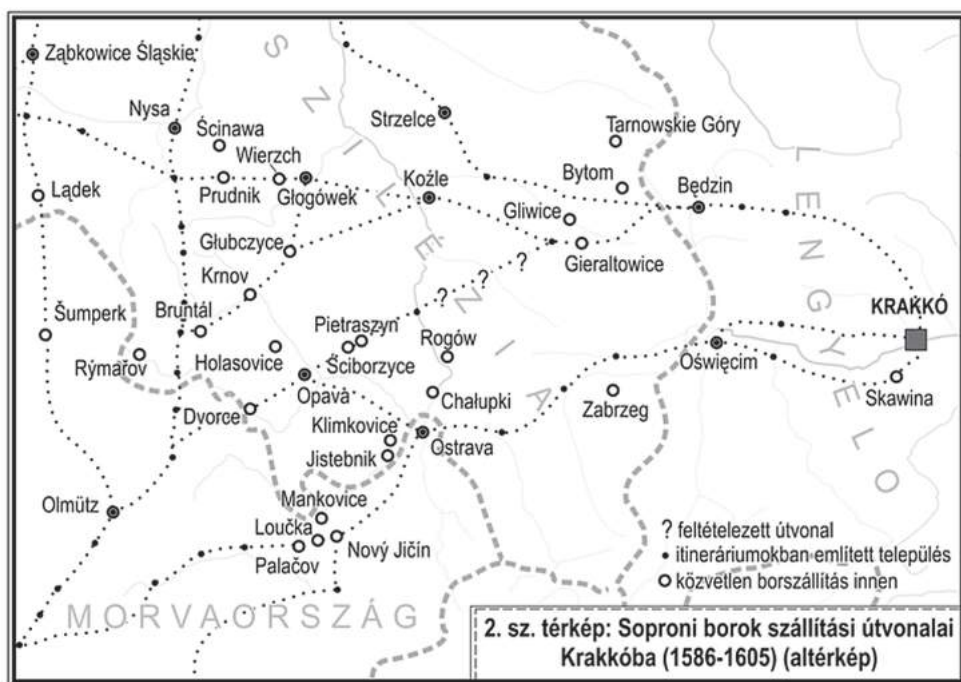 Ząbkowice Śląskie
Nysa
Ścinawa
Wierzch
Prudnik
Głogówek
Strzelce
Tarnowskie Góry
Bytom
Będzin
Koźle
Gliwice
Gieraltowice
Lądek
Głubczyce
Krnov
Bruntál
Šumperk
Rýmařov
Holasovice
Pietraszyn
Ściborzyce
Rogów
KRAKKÓ
Oświęcim
Skawina
Zabrzeg
Chałupki
Opava
Dvorce
Klimkovice
Jistebnik
Ostrava
Olmütz
Mankovice
Loučka
Palačov
Nový Jičín
SZILÉZIA
LENGYELO
MORVAORSZÁG
? ? ?
? feltételezett útvonal
itineráriumokban említett település
közvetlen borszállítás innen
2. sz. térkép: Soproni borok szállítási útvonalai
Krakkóba (1586-1605) (altérkép)